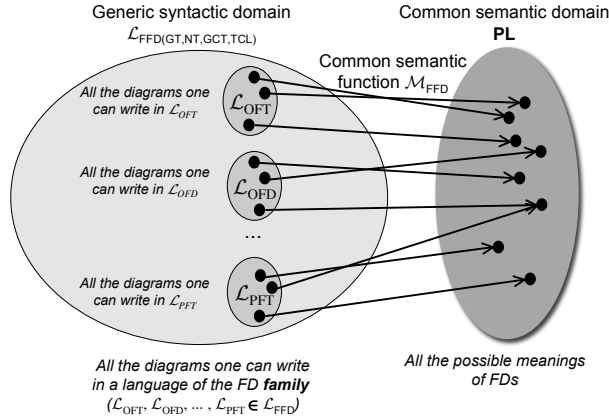 Generic syntactic domain
ℒFFD(GT,NT,GCT,TCL)
Common semantic domain
PL
Common semantic
function ℳFFD
All the diagrams one
can write in ℒOFT
ℒOFT
All the diagrams one
can write in ℒOFD
ℒOFD
...
All the diagrams one
can write in ℒPFT
ℒPFT
All the diagrams one can write
in a language of the FD family
(ℒOFT, ℒOFD, ... , ℒPFT ∈ ℒFFD)
All the possible meanings
of FDs